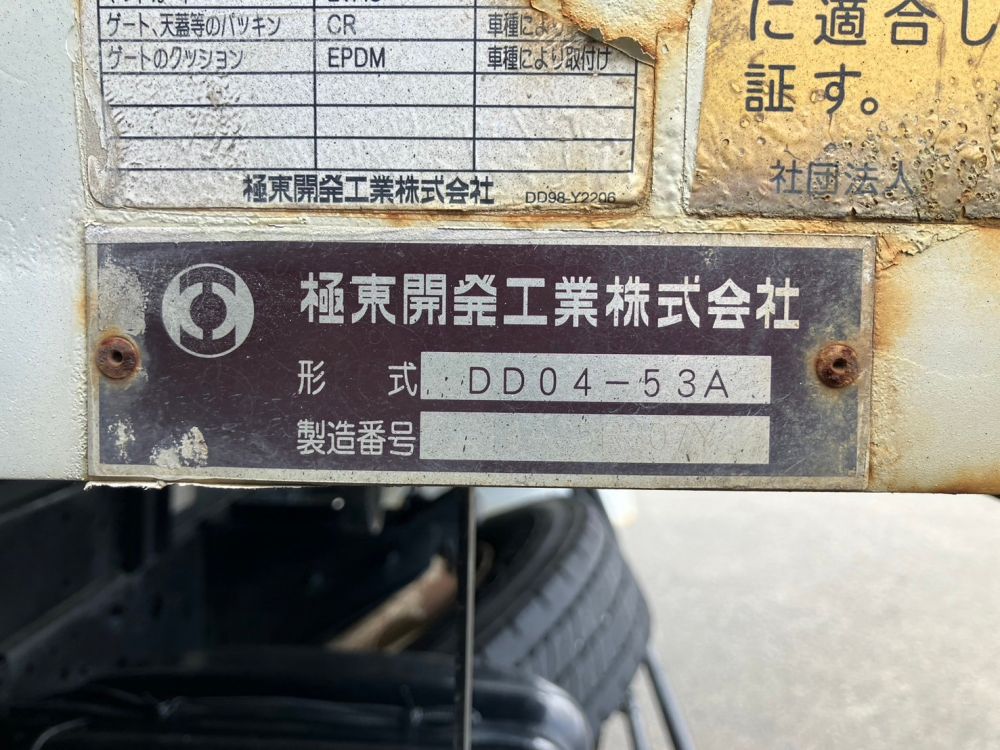 ゲート、天蓋等のパッキン CR 車種により
ゲートのクッション EPDM 車種により取付け
極東開発工業株式会社 DD98-Y2206
に適合し
証す。
社団法人
極東開発工業株式会社
形式 DD04-53A
製造番号